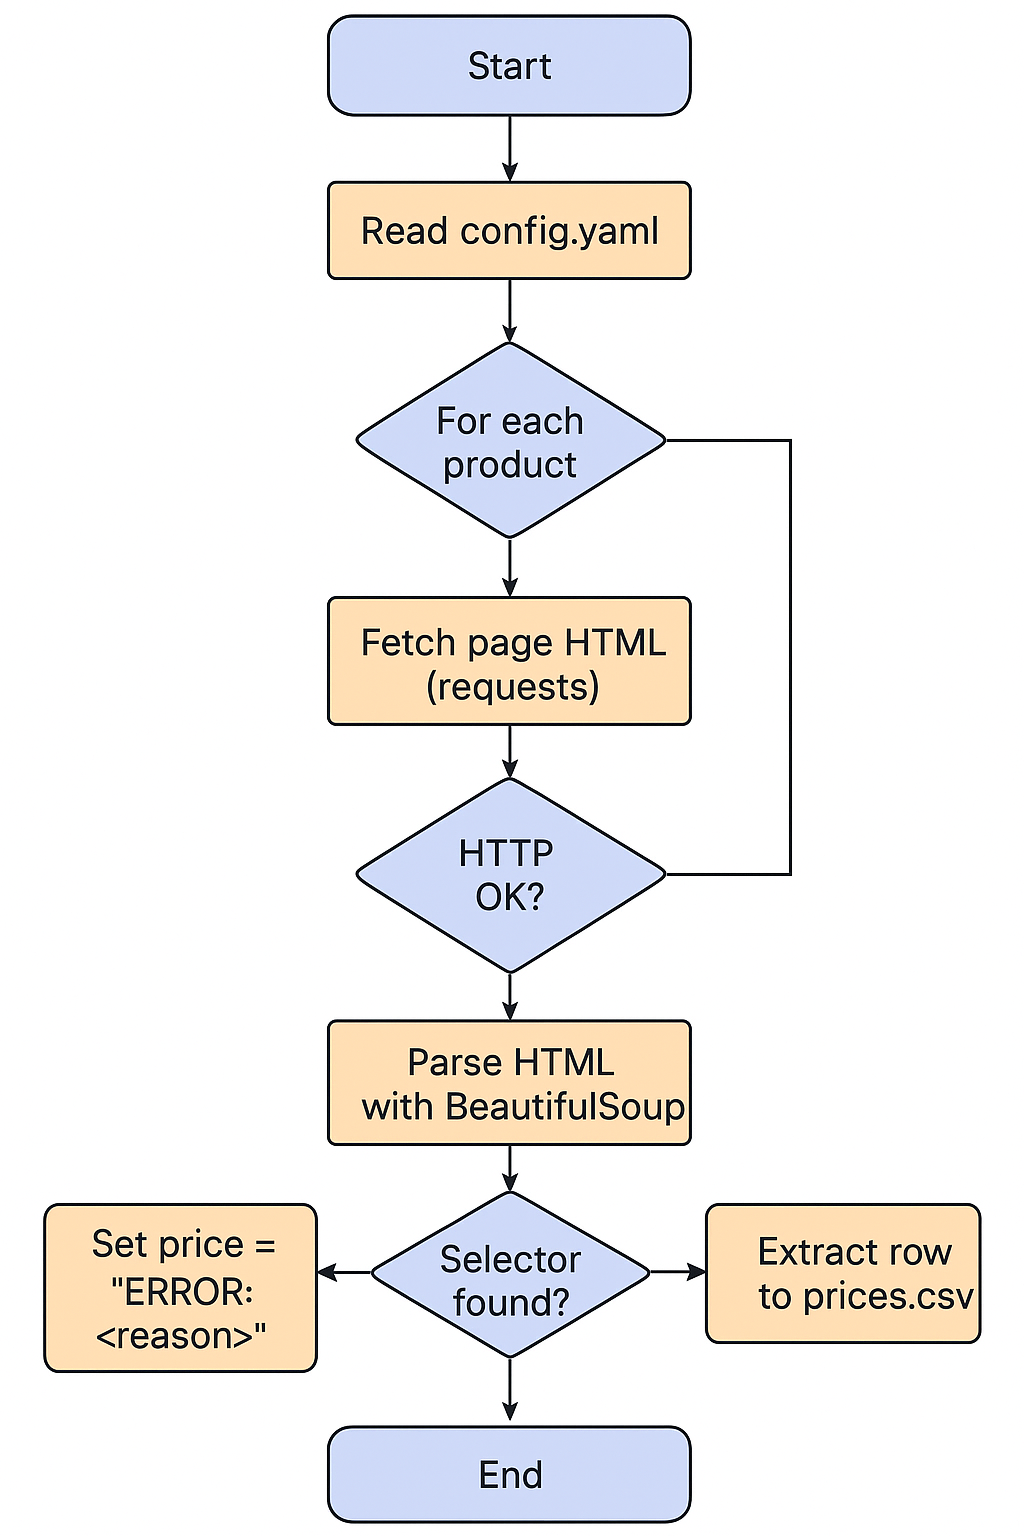 Start
Read config.yaml
For each
product
Fetch page HTML
(requests)
HTTP
OK?
Parse HTML
with BeautifulSoup
Set price =
"ERROR:
<reason>"
Selector
found?
Extract row
to prices.csv
End